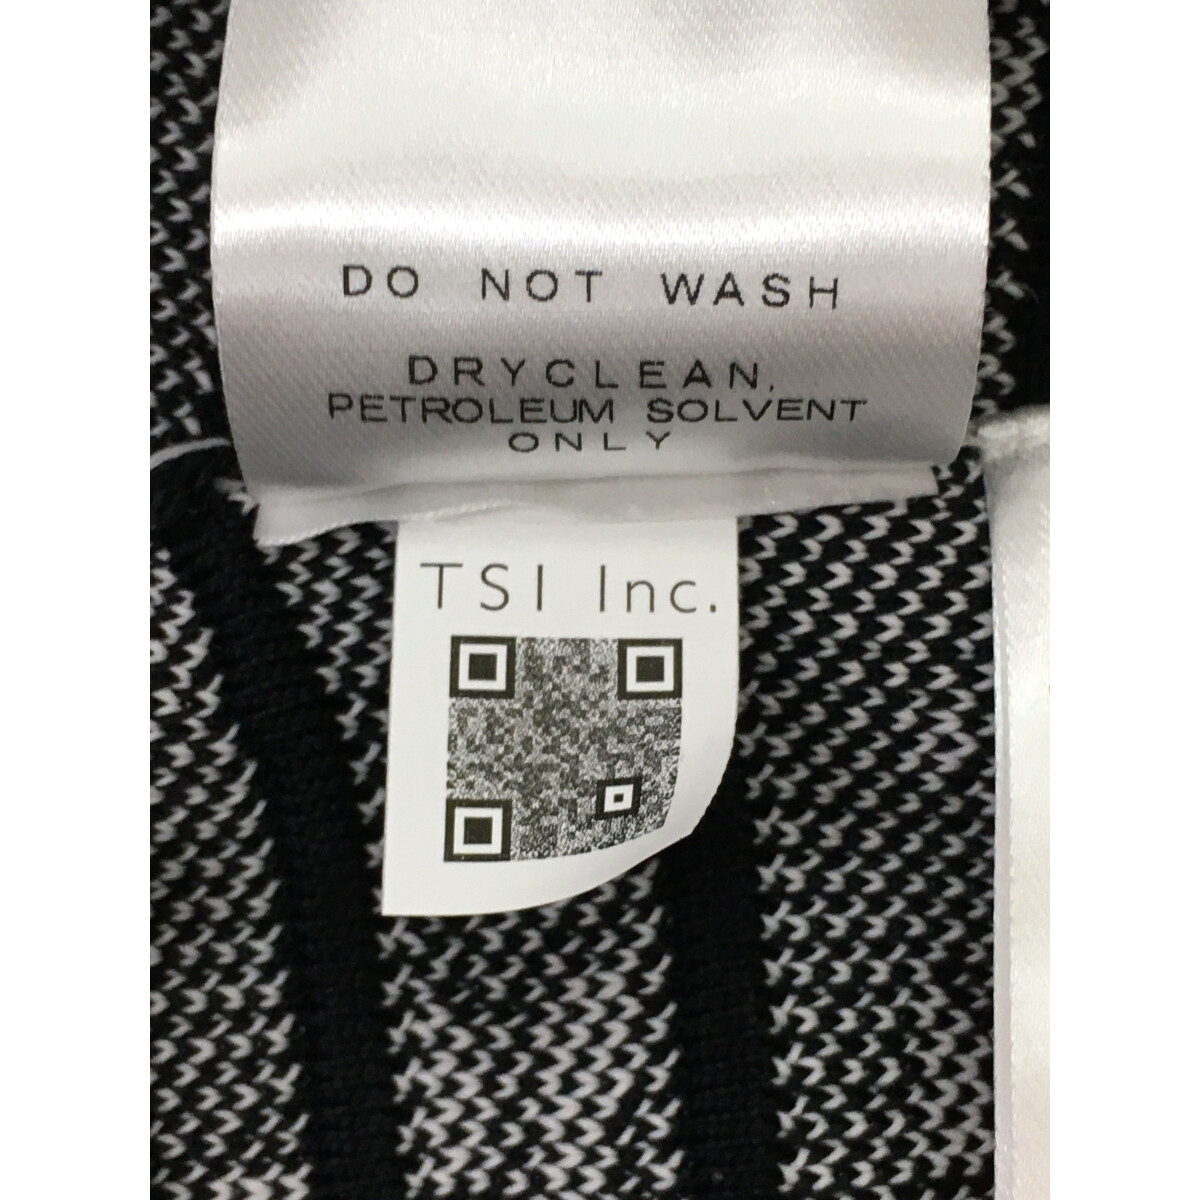 DO NOT WASH
DRYCLEAN,
PETROLEUM SOLVENT
ONLY
TSI Inc.